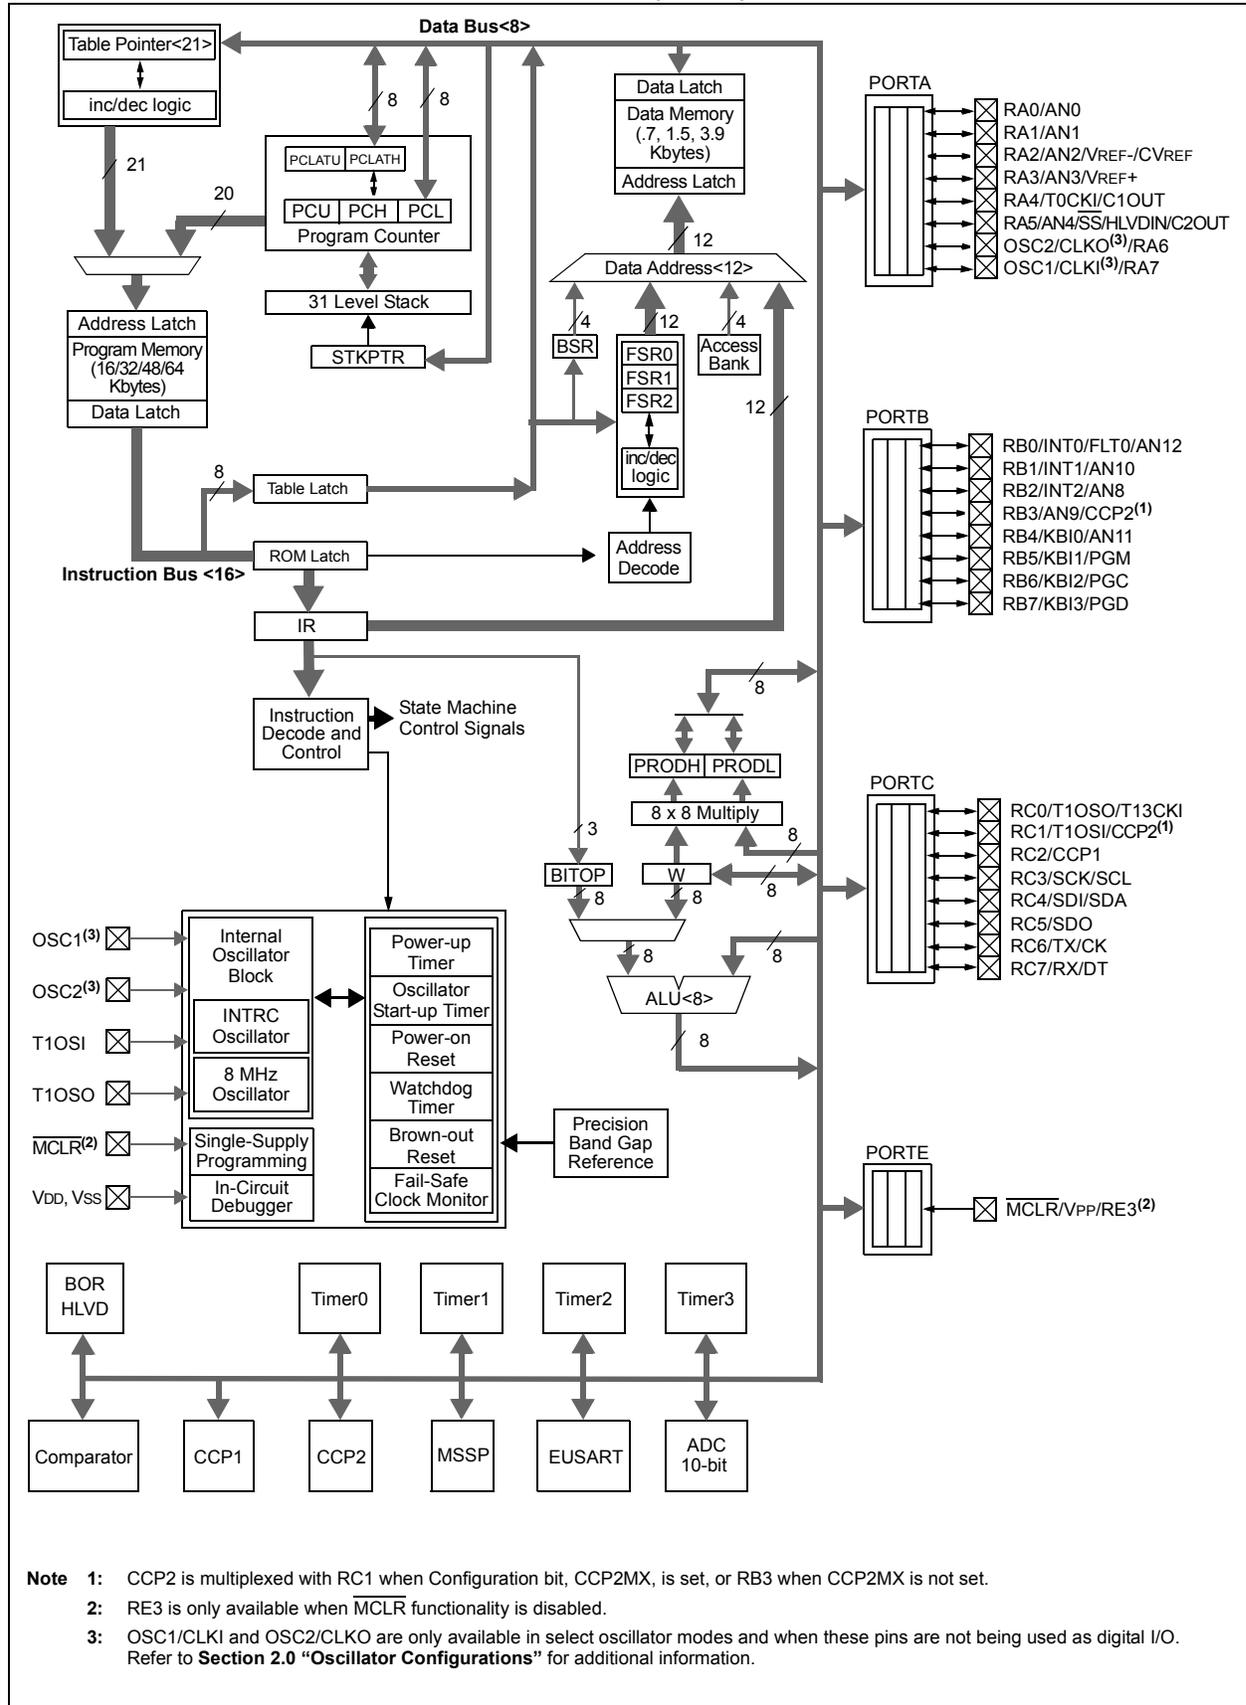 Data Bus<8>
Table Pointer<21>
inc/dec logic
21
20
8
8
PCLATU PCLATH
PCU PCH PCL
Program Counter
31 Level Stack
STKPTR
Data Latch
Data Memory
(.7, 1.5, 3.9
Kbytes)
Address Latch
12
Data Address<12>
4
12
4
BSR
FSR0
FSR1
FSR2
inc/dec
logic
Access
Bank
12
Address Latch
Program Memory
(16/32/48/64
Kbytes)
Data Latch
8
Table Latch
ROM Latch
Instruction Bus <16>
Address
Decode
IR
Instruction
Decode and
Control
State Machine
Control Signals
8
PRODH PRODL
8 x 8 Multiply
3
8
BITOP
W
8
8
8
8
8
ALU<8>
8
OSC1(3)
OSC2(3)
T1OSI
T1OSO
MCLR(2)
VDD, VSS
Internal
Oscillator
Block
INTRC
Oscillator
8 MHz
Oscillator
Single-Supply
Programming
In-Circuit
Debugger
Power-up
Timer
Oscillator
Start-up Timer
Power-on
Reset
Watchdog
Timer
Brown-out
Reset
Fail-Safe
Clock Monitor
Precision
Band Gap
Reference
PORTA
RA0/AN0
RA1/AN1
RA2/AN2/VREF-/CVREF
RA3/AN3/VREF+
RA4/T0CKI/C1OUT
RA5/AN4/SS/HLVDIN/C2OUT
OSC2/CLKO(3)/RA6
OSC1/CLKI(3)/RA7
PORTB
RB0/INT0/FLT0/AN12
RB1/INT1/AN10
RB2/INT2/AN8
RB3/AN9/CCP2(1)
RB4/KBI0/AN11
RB5/KBI1/PGM
RB6/KBI2/PGC
RB7/KBI3/PGD
PORTC
RC0/T1OSO/T13CKI
RC1/T1OSI/CCP2(1)
RC2/CCP1
RC3/SCK/SCL
RC4/SDI/SDA
RC5/SDO
RC6/TX/CK
RC7/RX/DT
PORTE
MCLR/VPP/RE3(2)
BOR
HLVD
Timer0
Timer1
Timer2
Timer3
Comparator
CCP1
CCP2
MSSP
EUSART
ADC
10-bit
Note 1: CCP2 is multiplexed with RC1 when Configuration bit, CCP2MX, is set, or RB3 when CCP2MX is not set.
2: RE3 is only available when MCLR functionality is disabled.
3: OSC1/CLKI and OSC2/CLKO are only available in select oscillator modes and when these pins are not being used as digital I/O.
Refer to Section 2.0 “Oscillator Configurations” for additional information.